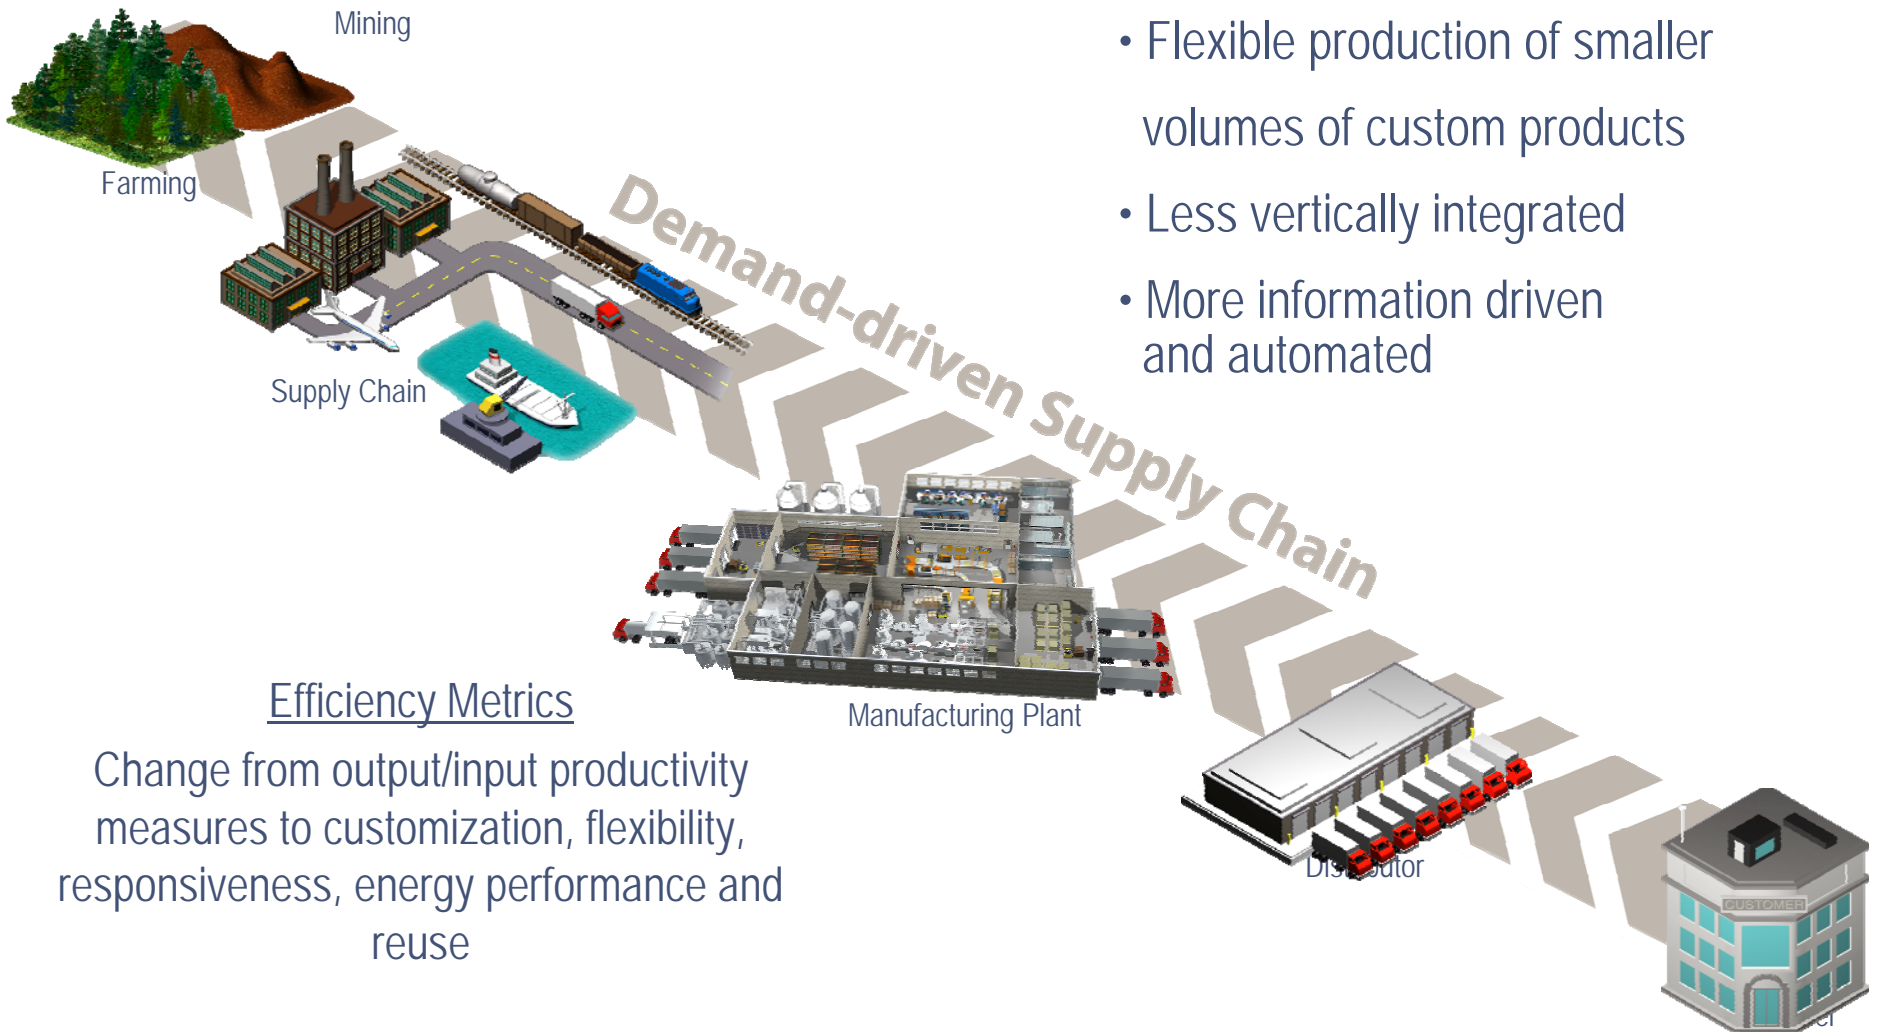 Mining
• Flexible production of smaller
volumes of custom products
• Less vertically integrated
• More information driven
and automated
Farming
Demand-driven Supply Chain
Supply Chain
Manufacturing Plant
Efficiency Metrics
Change from output/input productivity
measures to customization, flexibility,
responsiveness, energy performance and
reuse
CUSTOMER